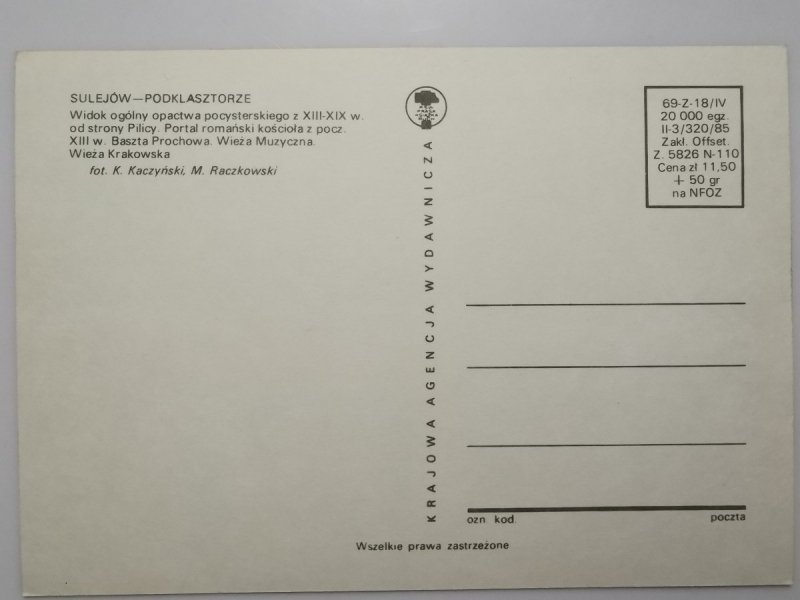 SULEJÓW—PODKLASZTORZE
Widok ogólny opactwa pocysterskiego z XIII-XIX w.
od strony Pilicy. Portal romański kościoła z pocz.
XIII w. Baszta Prochowa. Wieża Muzyczna.
Wieża Krakowska
fot. K. Kaczyński, M. Raczkowski
KRAJOWA AGENCJA WYDAWNICZA
69-Z-18/IV
20 000 egz.
II-3/320/85
Zakł. Offset.
Z. 5826 N-110
Cena zł 11,50
+ 50 gr
na NFOZ
ozn kod.
poczta
Wszelkie prawa zastrzeżone